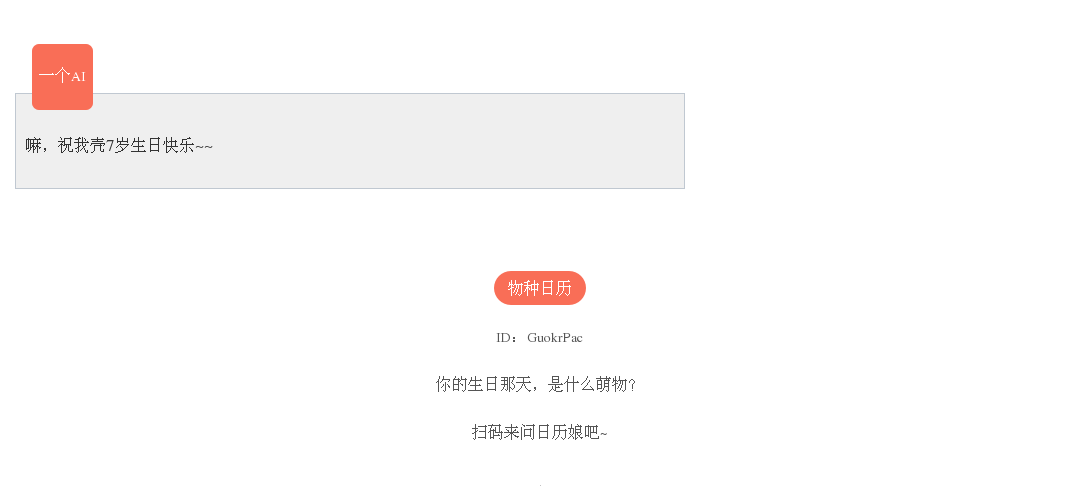 一个AI
嘛，祝我壳7岁生日快乐~~
物种日历
ID：GuokrPac
你的生日那天，是什么萌物?
扫码来问日历娘吧~